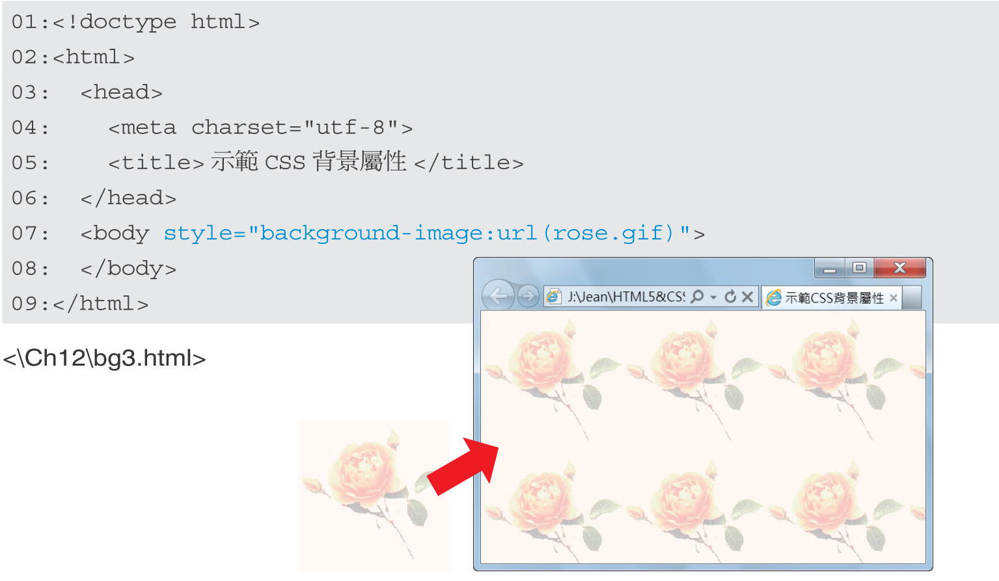 01:<!doctype html>
02:<html>
03:  <head>
04:    <meta charset="utf-8">
05:    <title> 示範 CSS 背景屬性 </title>
06:  </head>
07:  <body style="background-image:url(rose.gif)">
08:  </body>
09:</html>
J:\Jean\HTML5&CS 示範CSS背景屬性
<\Ch12\bg3.html>